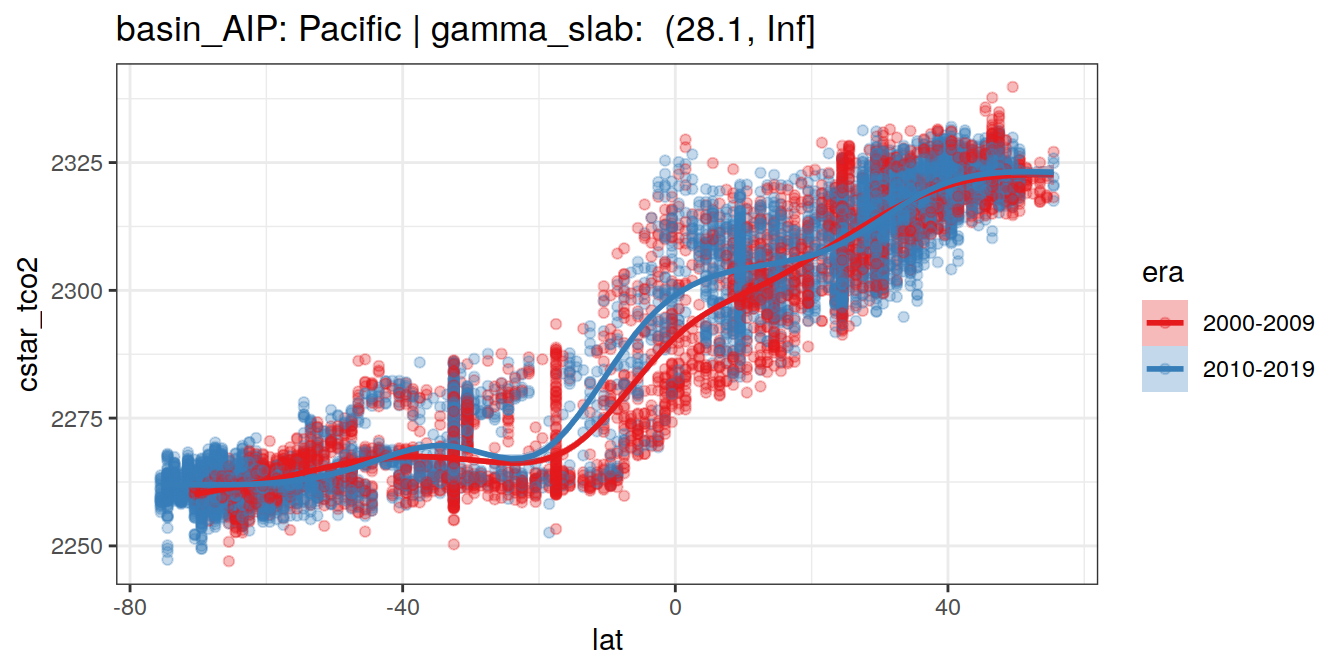 basin_AIP: Pacific | gamma_slab:  (28.1, Inf]
cstar_tco2
2325
2300
2275
2250
-80
-40
0
40
lat
era
2000-2009
2010-2019